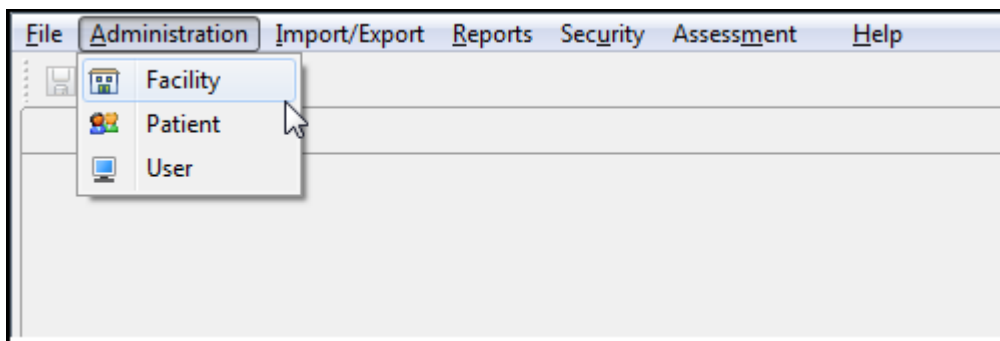 File Administration Import/Export Reports Security Assessment Help
Facility
Patient
User